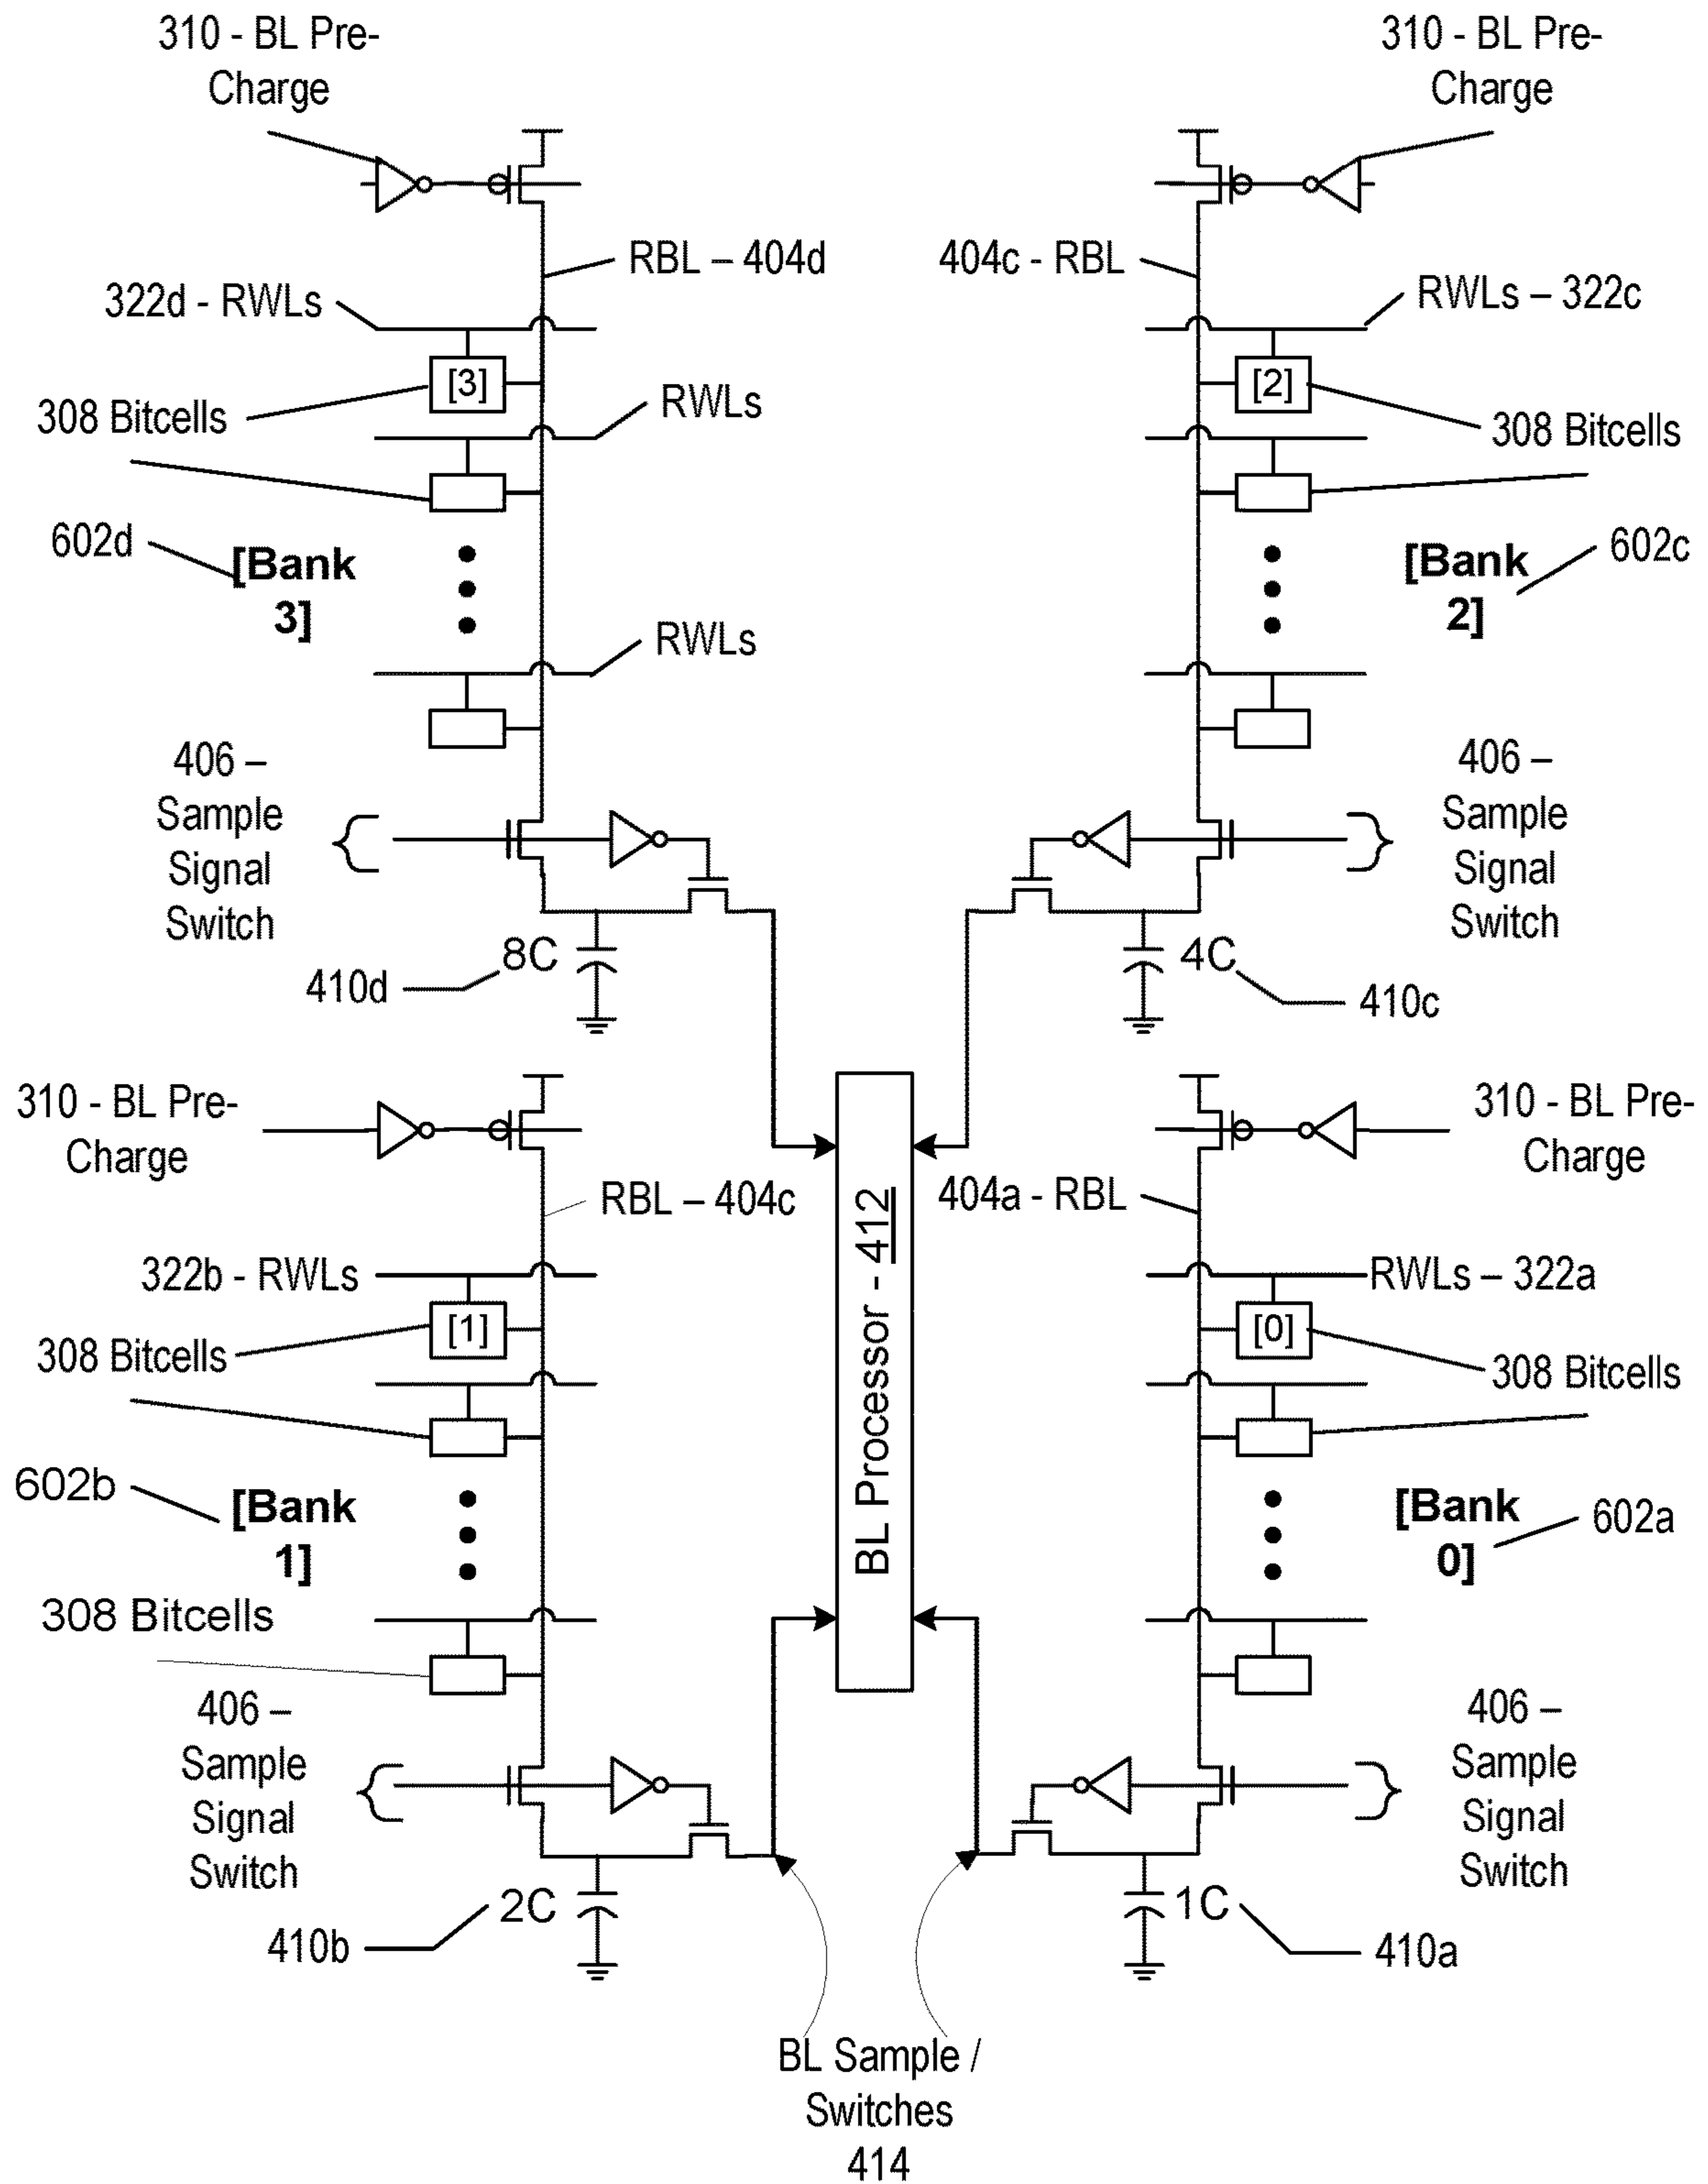 310 - BL Pre-
Charge
310 - BL Pre-
Charge
RBL – 404d
404c - RBL
322d - RWLs
RWLs – 322c
[3]
[2]
308 Bitcells
RWLs
308 Bitcells
602d
[Bank
3]
[Bank
2]
602c
RWLs
406 –
Sample
Signal
Switch
406 –
Sample
Signal
Switch
8C
410d
4C
410c
310 - BL Pre-
Charge
310 - BL Pre-
Charge
RBL – 404c
404a - RBL
BL Processor - 412
322b - RWLs
RWLs – 322a
[1]
[0]
308 Bitcells
308 Bitcells
602b
[Bank
1]
[Bank
0]
602a
308 Bitcells
406 –
Sample
Signal
Switch
406 –
Sample
Signal
Switch
2C
410b
1C
410a
BL Sample /
Switches
414